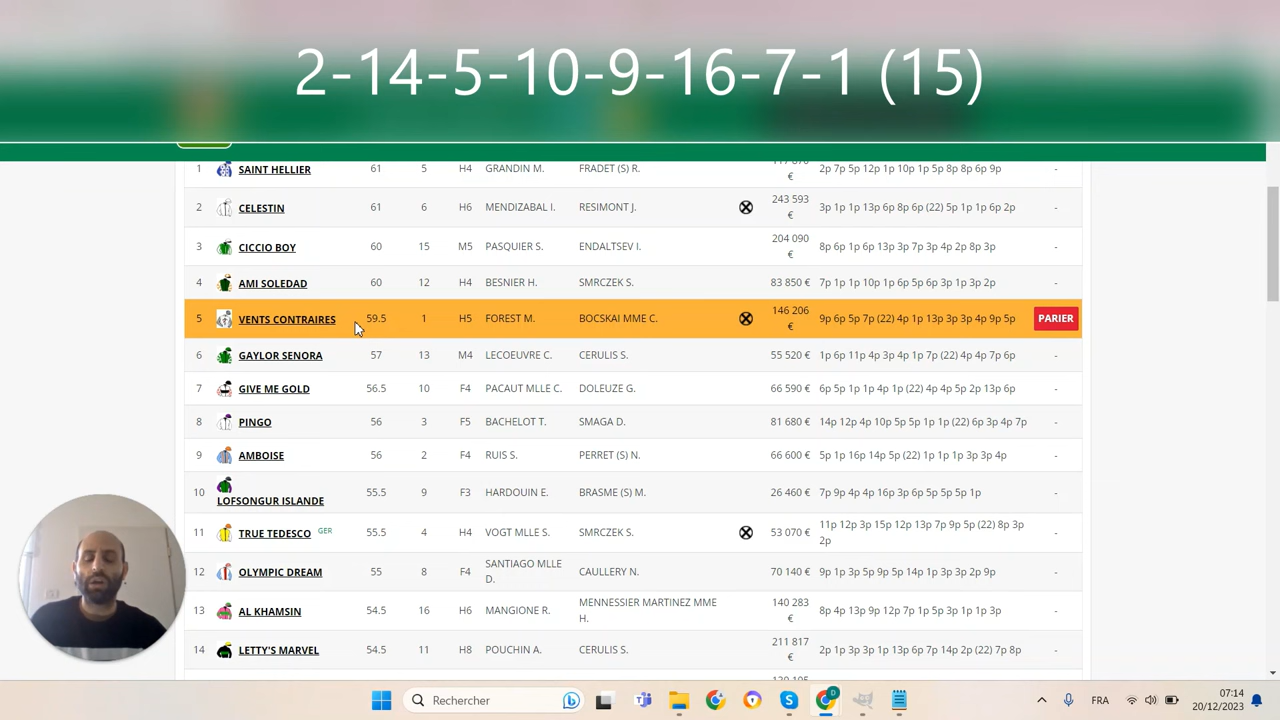 2-14-5-10-9-16-7-1 (15)
1 SAINT HELLIER 61 5 H4 GRANDIN M. FRADET (S) R. € 2p 7p 5p 12p 1p 10p 1p 5p 8p 8p 6p 9p -
2 CELESTIN 61 6 H6 MENDIZABAL I. RESIMONT J. 243 593 € 3p 1p 1p 13p 6p 8p 6p (22) 5p 1p 1p 6p 2p -
3 CICCIO BOY 60 15 M5 PASQUIER S. ENDALTSEV I. 204 090 € 8p 6p 1p 6p 13p 3p 7p 3p 4p 2p 8p 3p -
4 AMI SOLEDAD 60 12 H4 BESNIER H. SMRCZEK S. 83 850 € 7p 1p 1p 10p 1p 6p 5p 6p 3p 1p 3p 2p -
5 VENTS CONTRAIRES 59.5 1 H5 FOREST M. BOCSKAI MME C. 146 206 € 9p 6p 5p 7p (22) 4p 1p 13p 3p 3p 4p 9p 5p PARIER
6 GAYLOR SENORA 57 13 M4 LECOEUVRE C. CERULIS S. 55 520 € 1p 6p 11p 4p 3p 4p 1p 7p (22) 4p 4p 7p 6p -
7 GIVE ME GOLD 56.5 10 F4 PACAUT MLLE C. DOLEUZE G. 66 590 € 6p 5p 1p 1p 4p 1p (22) 4p 4p 5p 2p 13p 6p -
8 PINGO 56 3 F5 BACHELOT T. SMAGA D. 81 680 € 14p 12p 4p 10p 5p 5p 1p 1p (22) 6p 3p 4p 7p -
9 AMBOISE 56 2 F4 RUIS S. PERRET (S) N. 66 600 € 5p 1p 16p 14p 5p (22) 1p 1p 1p 3p 3p 4p -
10 LOFSONGUR ISLANDE 55.5 9 F3 HARDOUIN E. BRASME (S) M. 26 460 € 7p 9p 4p 4p 16p 3p 9p 5p 5p 5p 1p -
11 TRUE TEDESCO GER 55.5 4 H4 VOGT MLLE S. SMRCZEK S. 53 070 € 11p 12p 3p 15p 12p 13p 7p 9p 5p (22) 8p 3p
2p -
12 OLYMPIC DREAM 55 8 F4 SANTIAGO MLLE D. CAULLERY N. 70 140 € 9p 1p 3p 5p 9p 5p 14p 1p 3p 3p 2p 9p -
13 AL KHAMSIN 54.5 16 H6 MANGIONE R. MENNESSIER MARTINEZ MME H. 140 283 € 8p 4p 13p 9p 12p 7p 1p 5p 3p 1p 1p 3p -
14 LETTY'S MARVEL 54.5 11 H8 POUCHIN A. CERULIS S. 211 817 € 2p 1p 3p 3p 1p 13p 6p 7p 14p 2p (22) 7p 8p -
Rechercher
FRA
07:14
20/12/2023